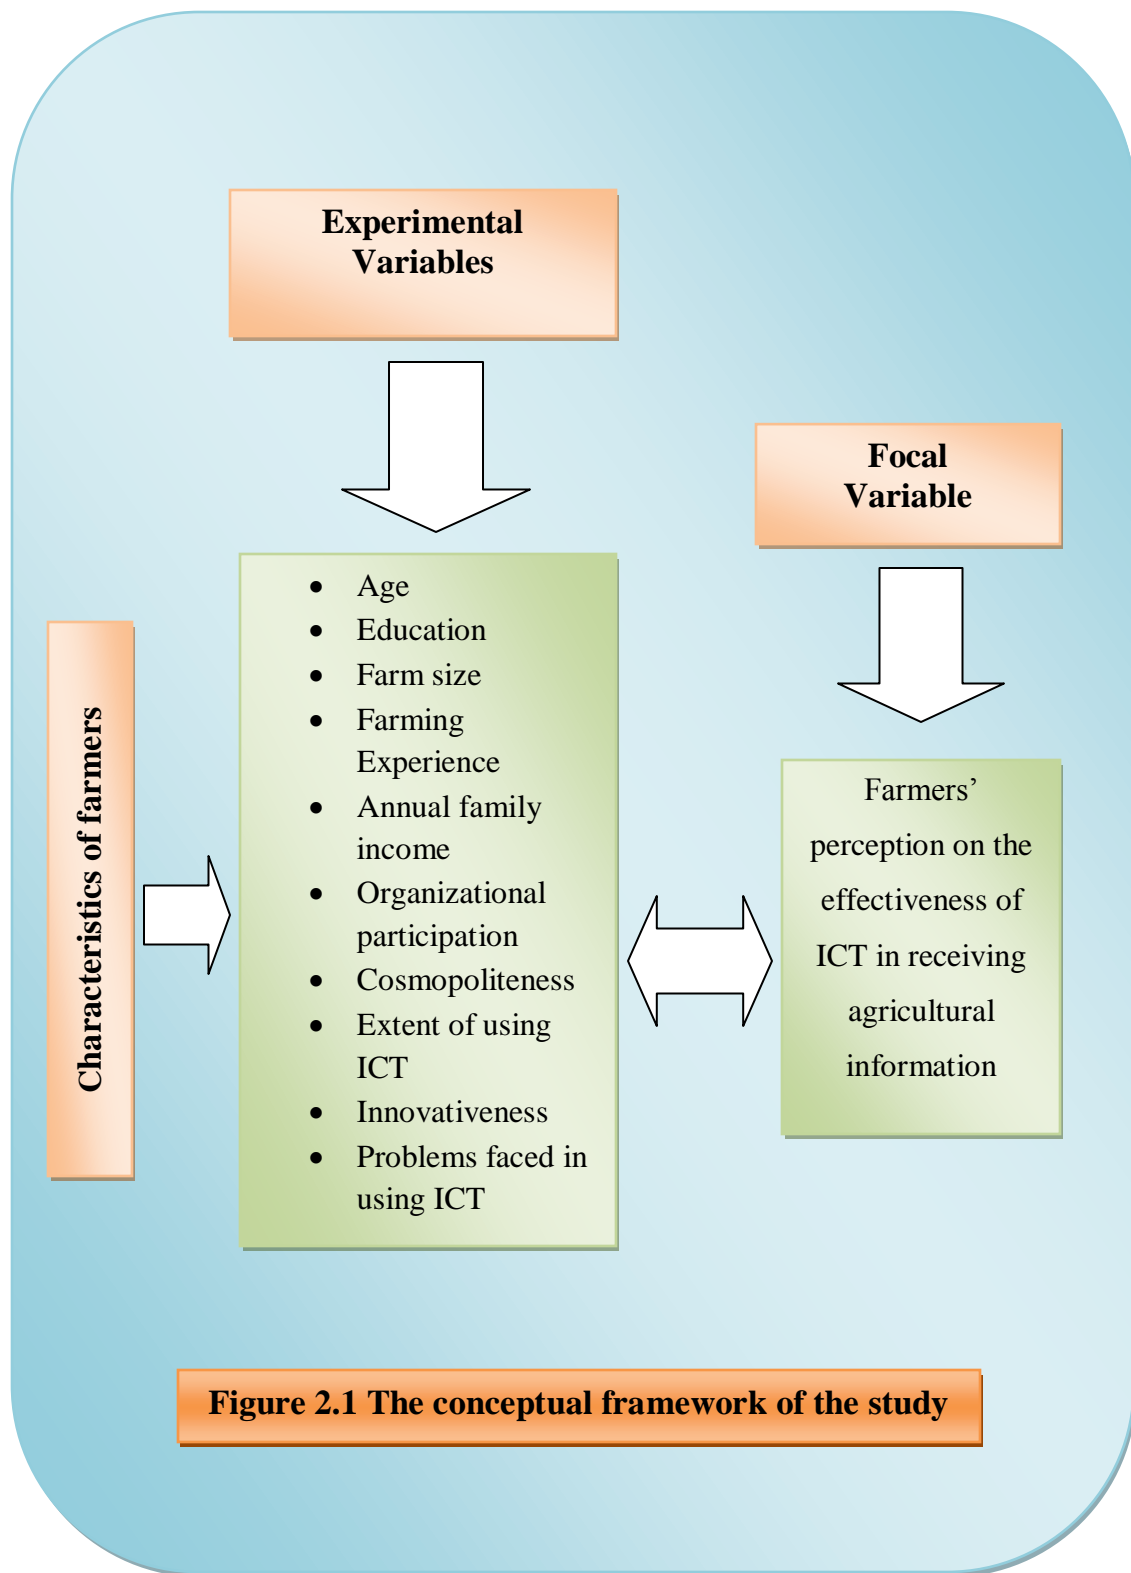 Experimental
Variables
Focal
Variable
Characteristics of farmers
• Age
• Education
• Farm size
• Farming
Experience
• Annual family
income
• Organizational
participation
• Cosmopoliteness
• Extent of using
ICT
• Innovativeness
• Problems faced in
using ICT
Farmers’
perception on the
effectiveness of
ICT in receiving
agricultural
information
Figure 2.1 The conceptual framework of the study